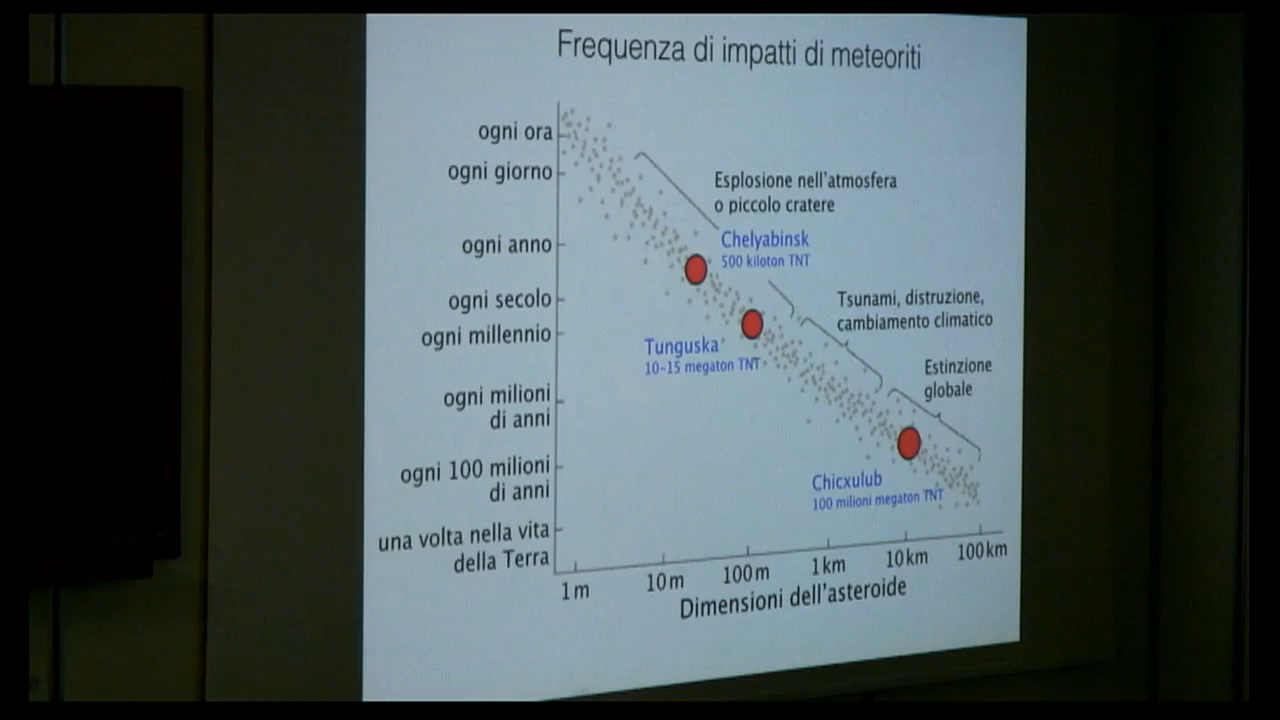 Frequenza di impatti di meteoriti
ogni ora
ogni giorno
ogni anno
ogni secolo
ogni millennio
ogni milioni
di anni
ogni 100 milioni
di anni
una volta nella vita
della Terra
Esplosione nell'atmosfera
o piccolo cratere
Chelyabinsk
500 kiloton TNT
Tsunami, distruzione,
cambiamento climatico
Tunguska
10-15 megaton TNT
Estinzione
globale
Chicxulub
100 milioni megaton TNT
1 m
10 m
100 m
1 km
10 km
100 km
Dimensioni dell'asteroide